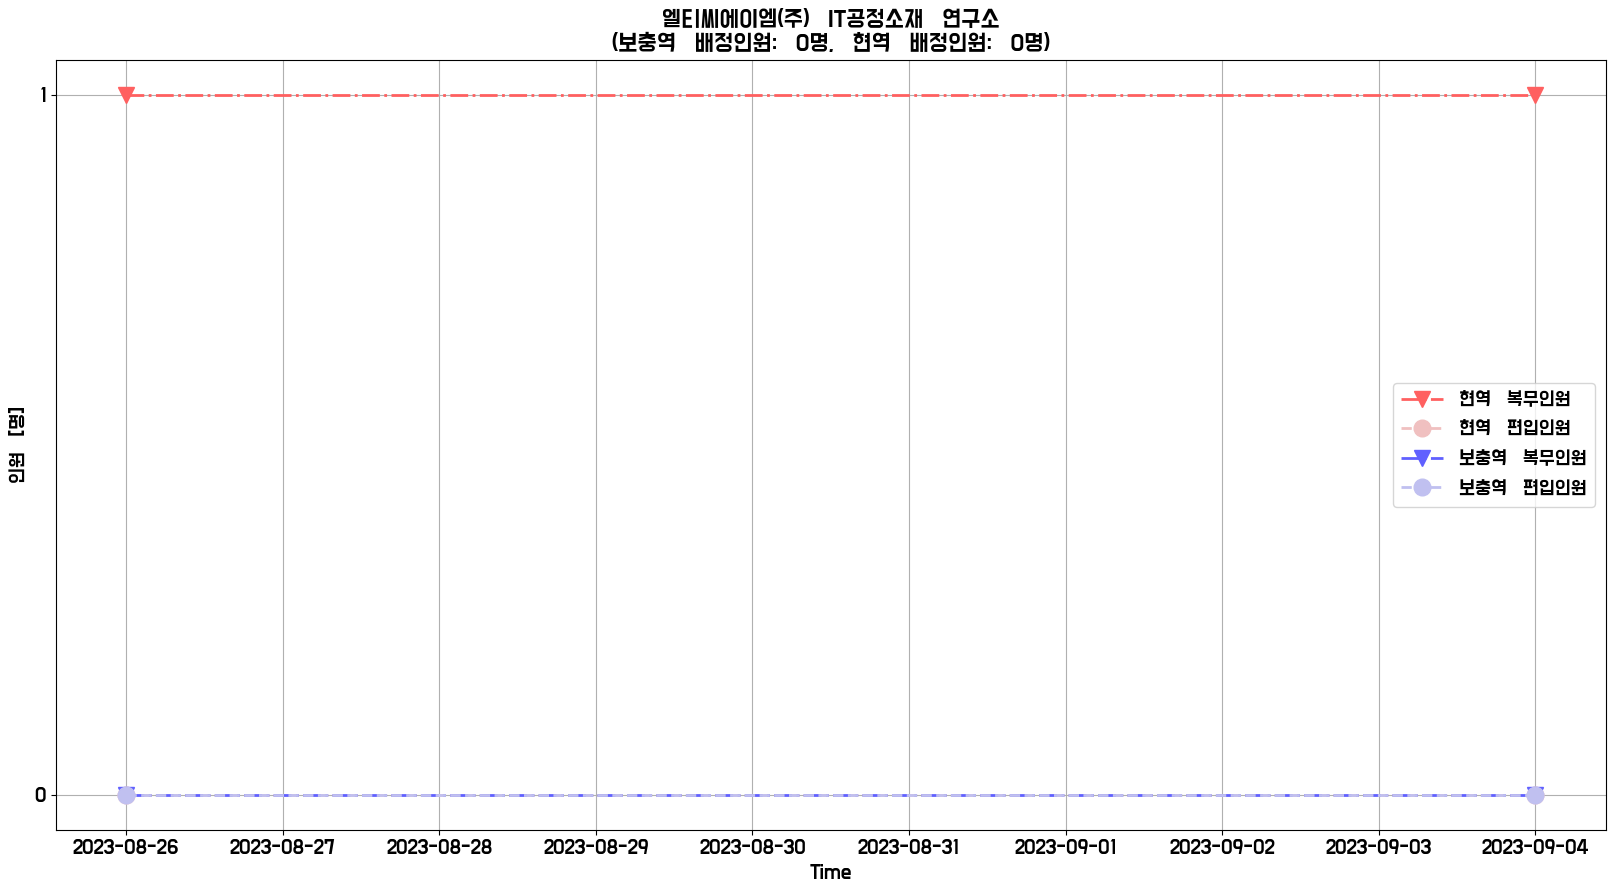 엘티씨에이엠(주) IT공정소재 연구소
(보충역 배정인원: 0명, 현역 배정인원: 0명)
1
0
인원 [명]
현역 복무인원
현역 편입인원
보충역 복무인원
보충역 편입인원
2023-08-26 2023-08-27 2023-08-28 2023-08-29 2023-08-30 2023-08-31 2023-09-01 2023-09-02 2023-09-03 2023-09-04
Time